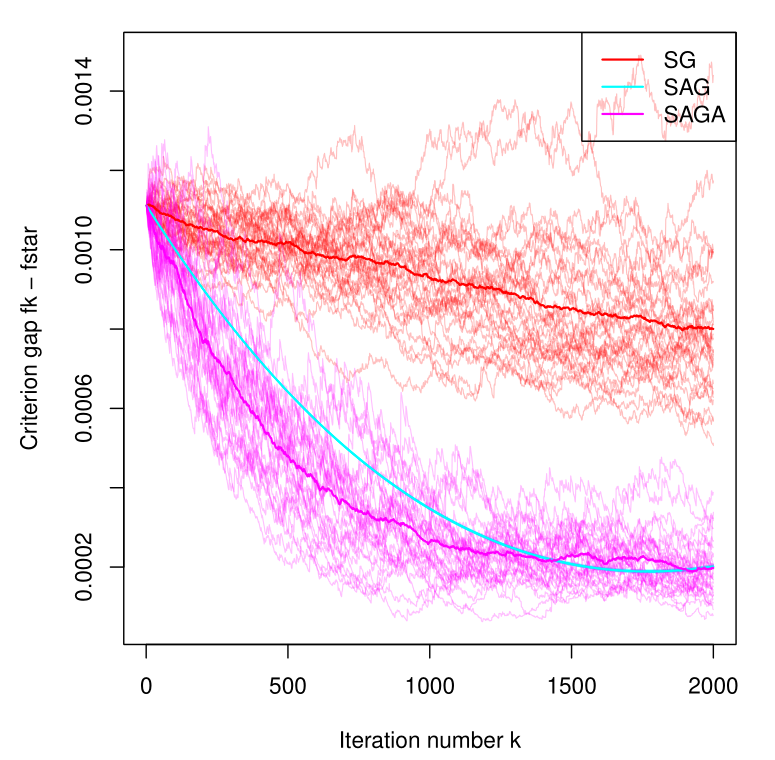 SG
SAG
SAGA
0.0014
0.0010
0.0006
0.0002
Criterion gap fk − fstar
0 500 1000 1500 2000
Iteration number k